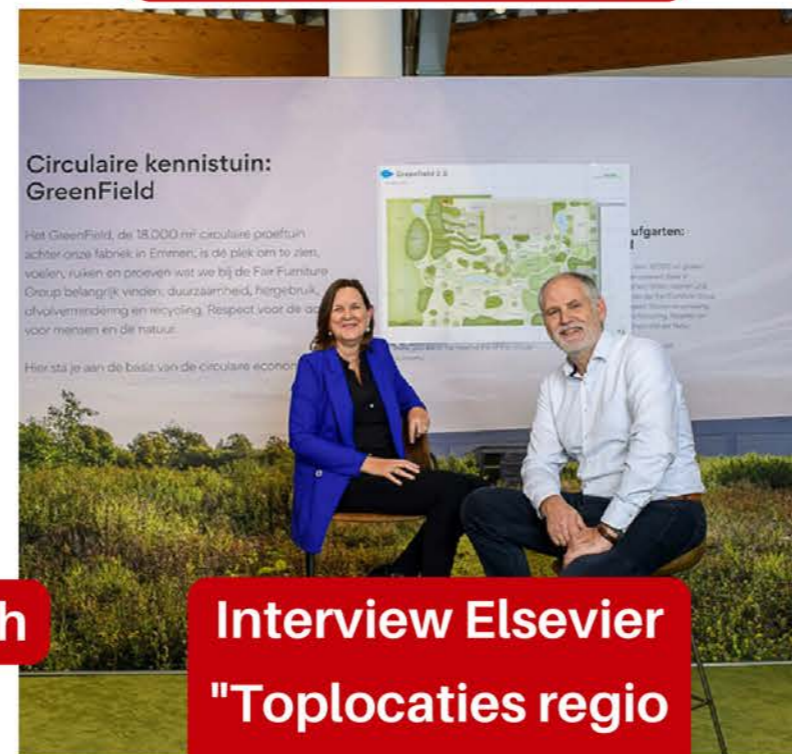 Circulaire kennistuin:
GreenField
Het GreenField, de 18.000 m² circulaire proeftuin
achter onze fabriek in Emmen, is dé plek om te zien,
voelen, ruiken en proeven wat we bij de Fair Furniture
Group belangrijk vinden: duurzaamheid, hergebruik,
afvalvermindering en recycling. Respect voor de
voor mensen en de natuur.
Hier sta je aan de basis van de circulaire econo
Greenfield 2.0
ufgarten:
h
Interview Elsevier
"Toplocaties regio